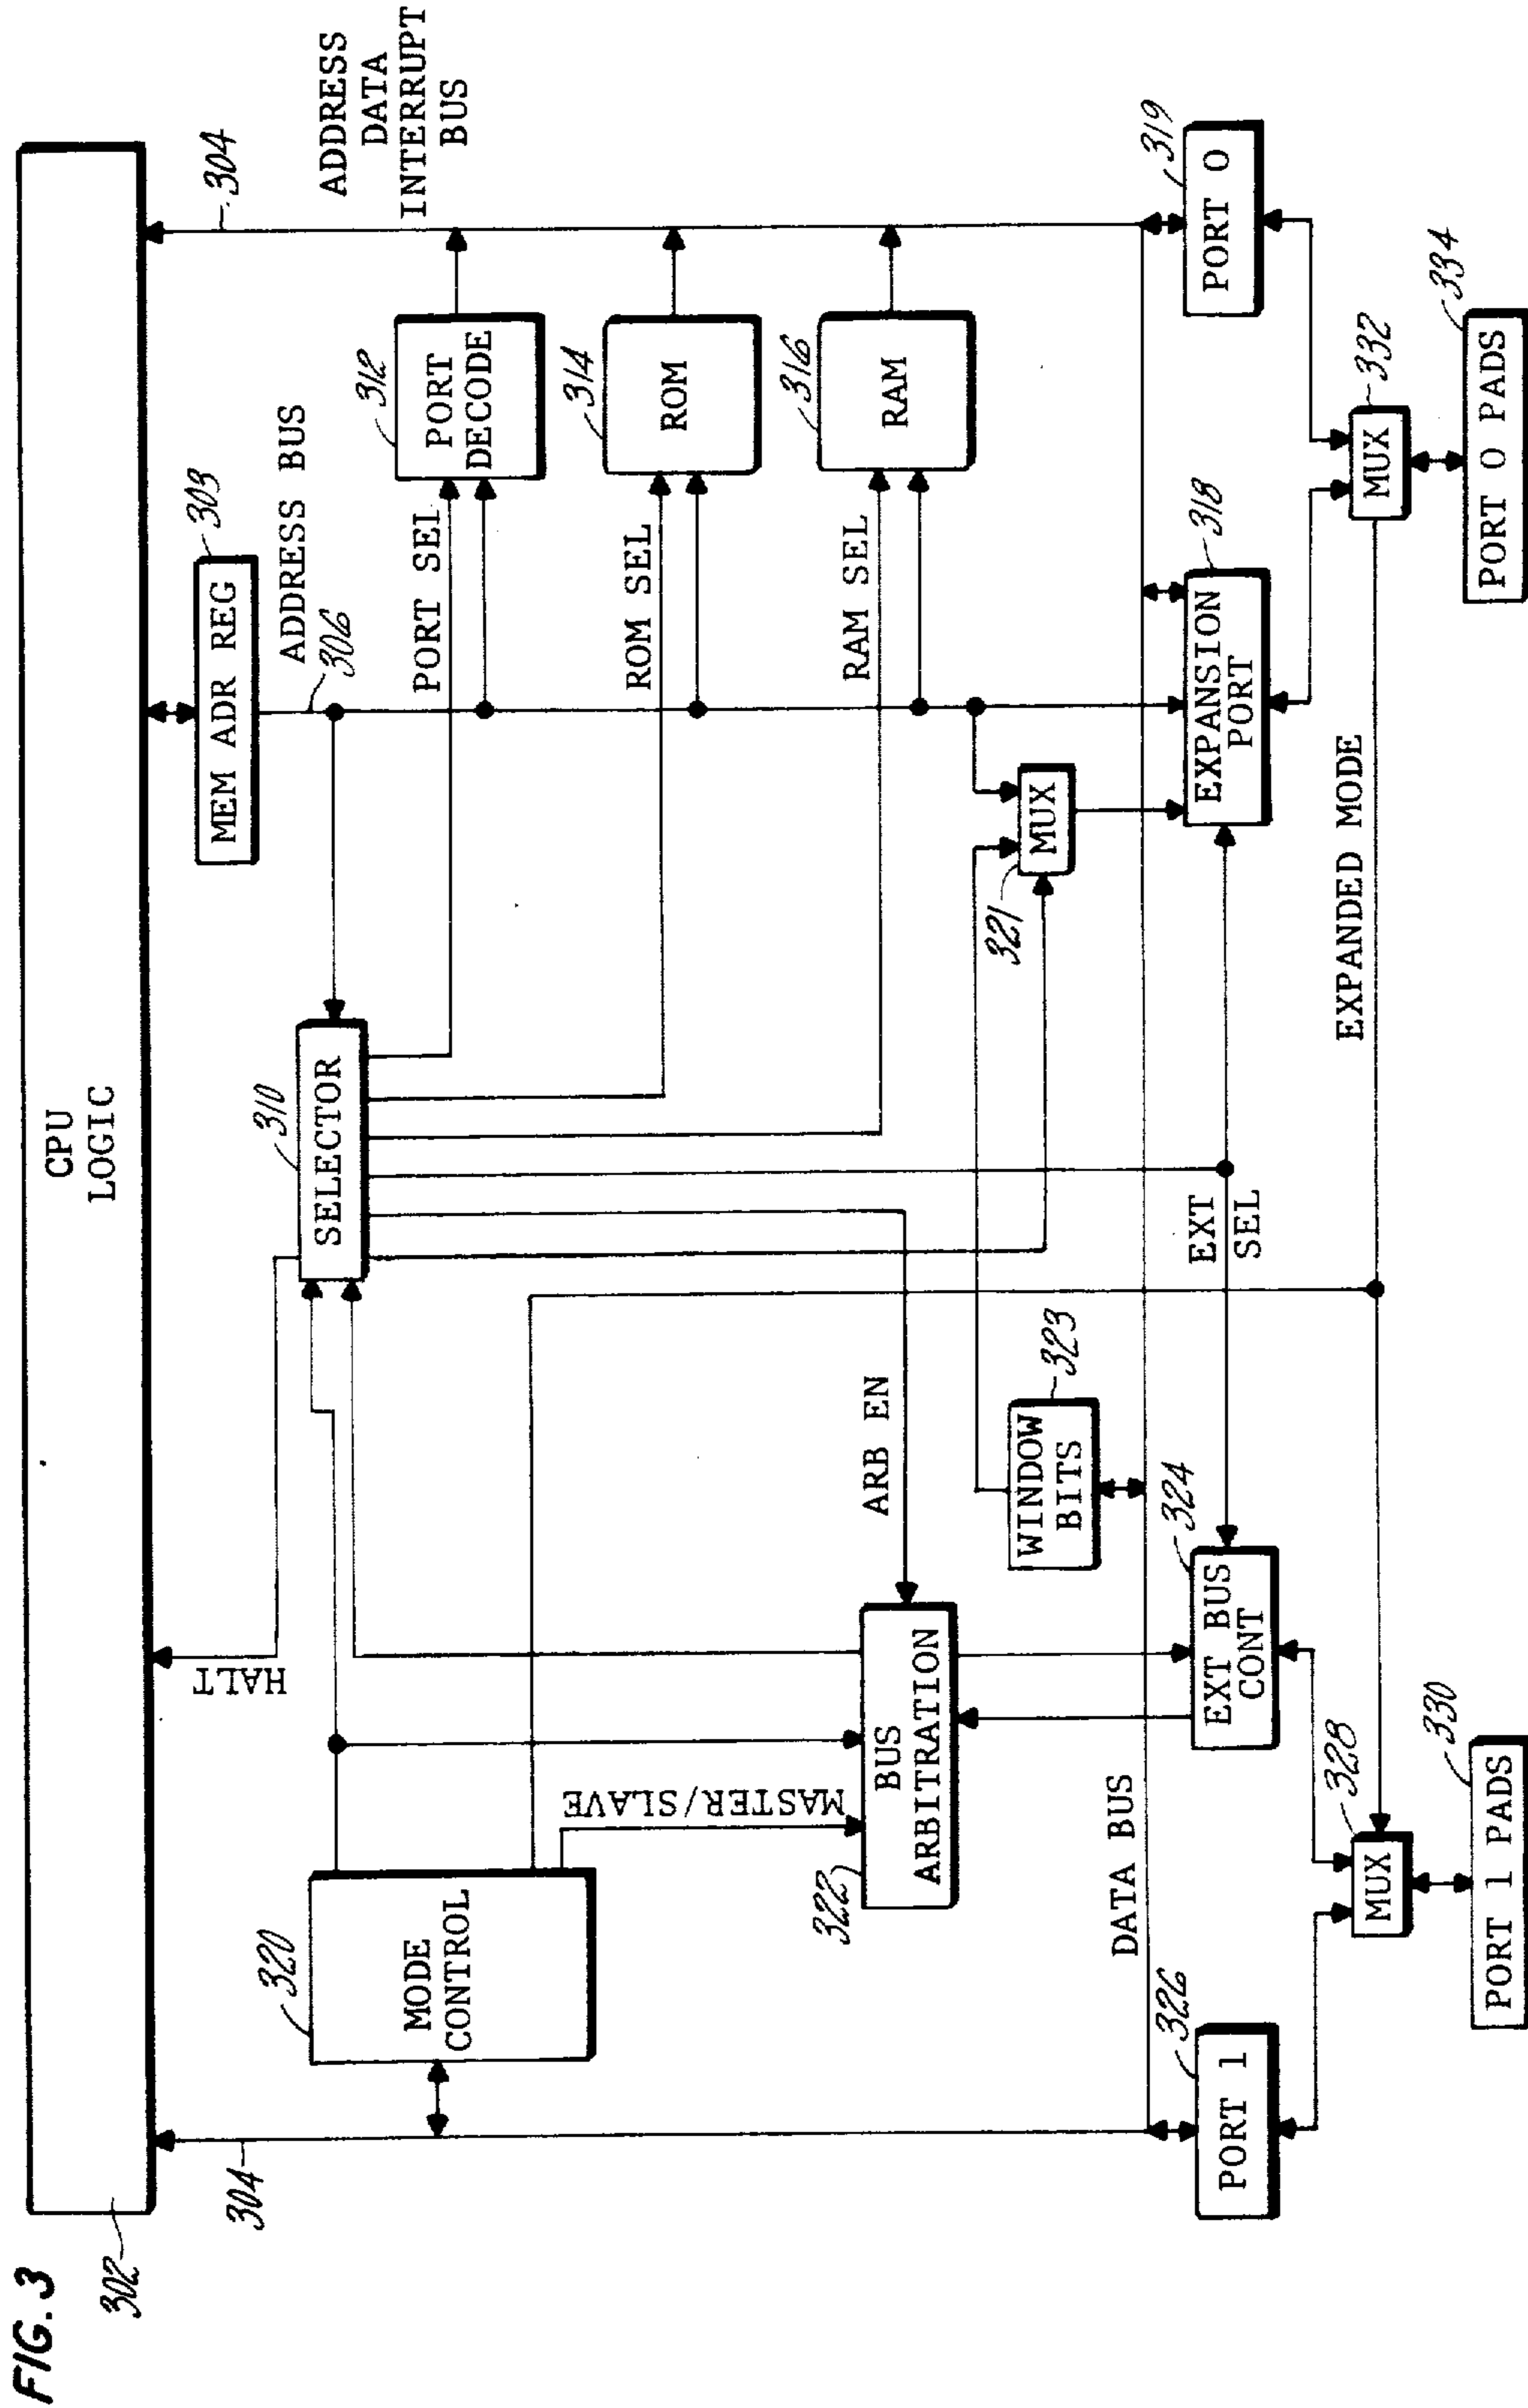 FIG. 3
302
CPU
LOGIC
304
HALT
MEM ADR REG
303
ADDRESS BUS
306
304
ADDRESS
DATA
INTERRUPT
BUS
320
MODE
CONTROL
310
SELECTOR
PORT SEL
312
PORT
DECODE
ROM SEL
314
ROM
RAM SEL
316
RAM
MASTER/SLAVE
322
BUS
ARBITRATION
ARB EN
WINDOW
BITS
323
321
MUX
DATA BUS
326
PORT 1
324
EXT BUS
CONT
EXT
SEL
EXPANSION
PORT
318
319
PORT 0
328
MUX
EXPANDED MODE
332
MUX
330
PORT 1 PADS
334
PORT 0 PADS